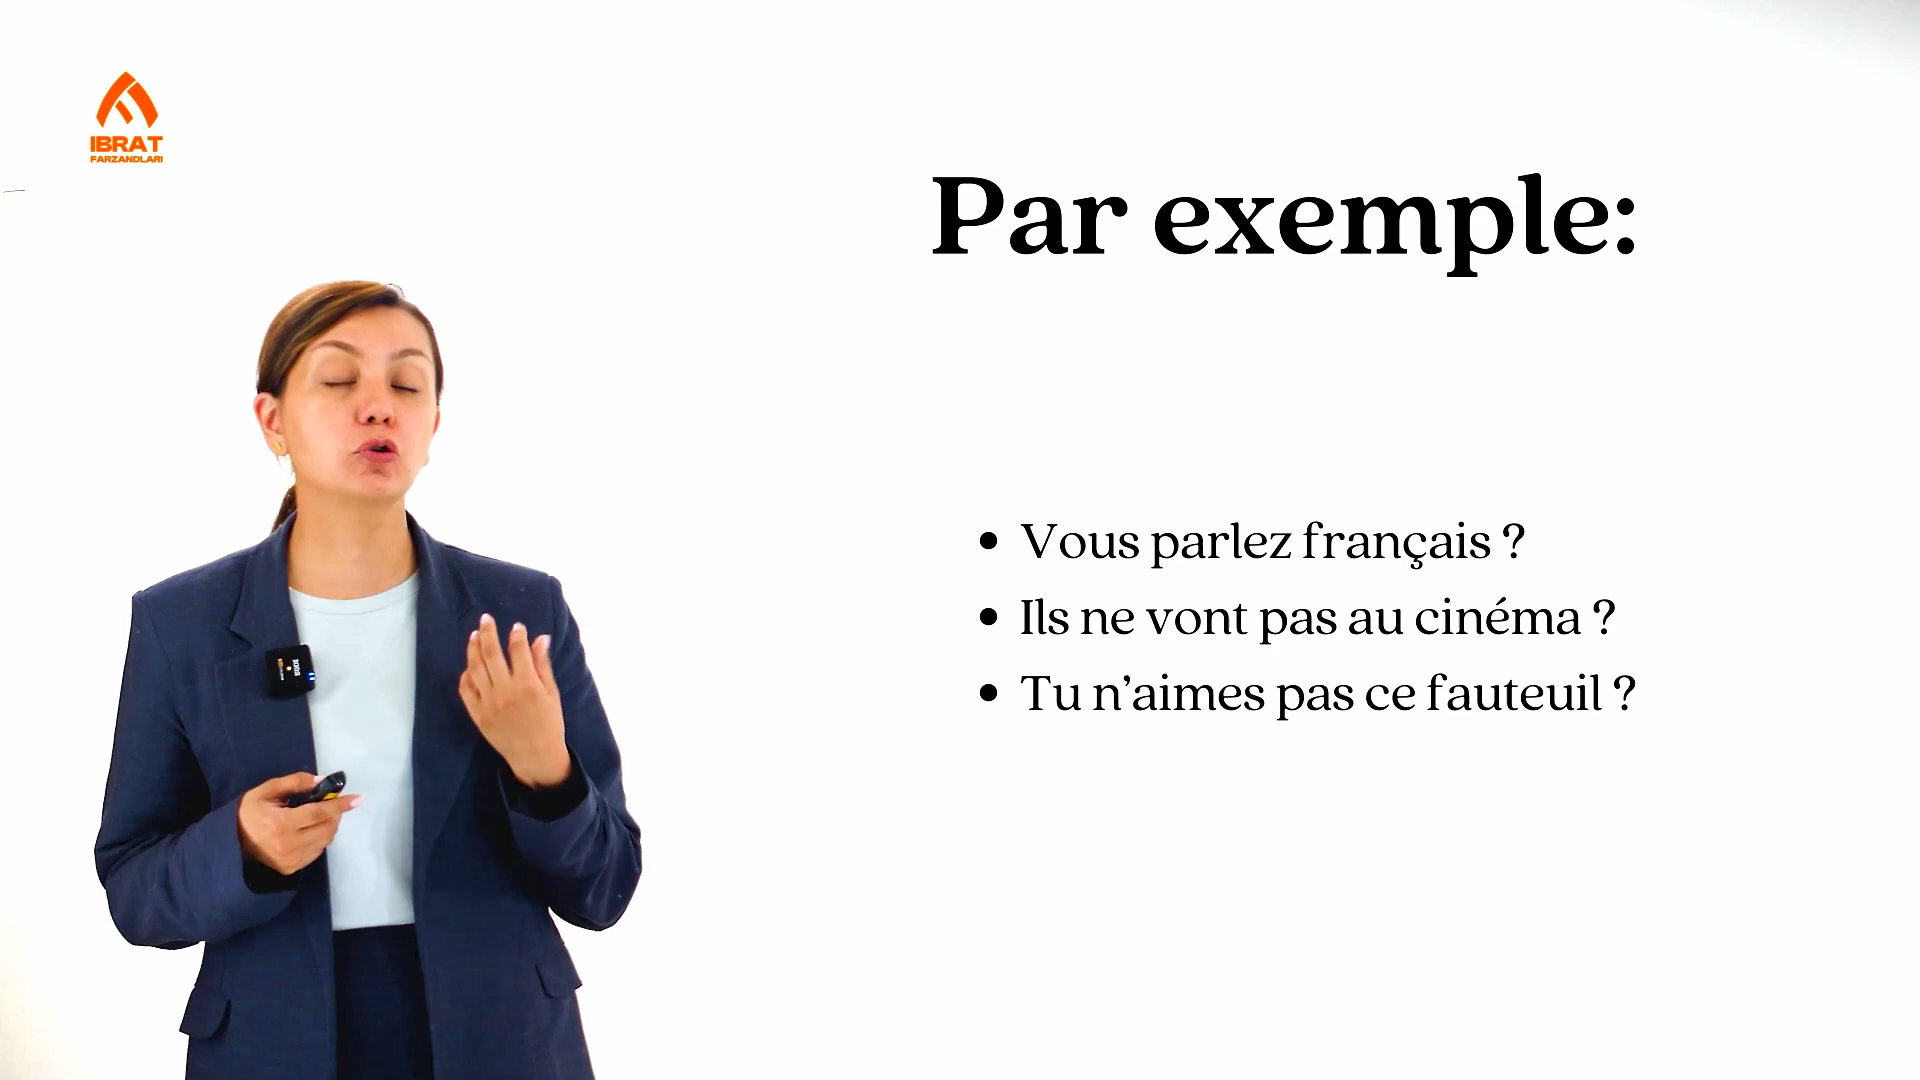 IBRAT
FARZANDLARI
Par exemple:
• Vous parlez français ?
• Ils ne vont pas au cinéma ?
• Tu n’aimes pas ce fauteuil ?